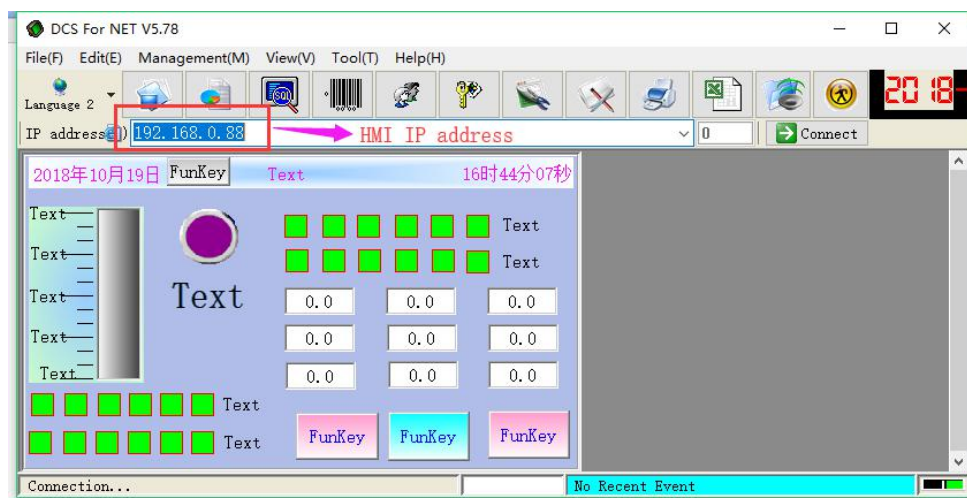 DCS For NET V5.78
File(F) Edit(E) Management(M) View(V) Tool(T) Help(H)
Language 2 SQL 2018-
IP address( ) 192.168.0.88 HMI IP address 0 Connect
2018年10月19日 FunKey Text 16时44分07秒
Text
Text
Text
Text
Text
Text
Text
Text
0.0 0.0 0.0
0.0 0.0 0.0
0.0 0.0 0.0
Text
Text
FunKey FunKey FunKey
Connection... No Recent Event